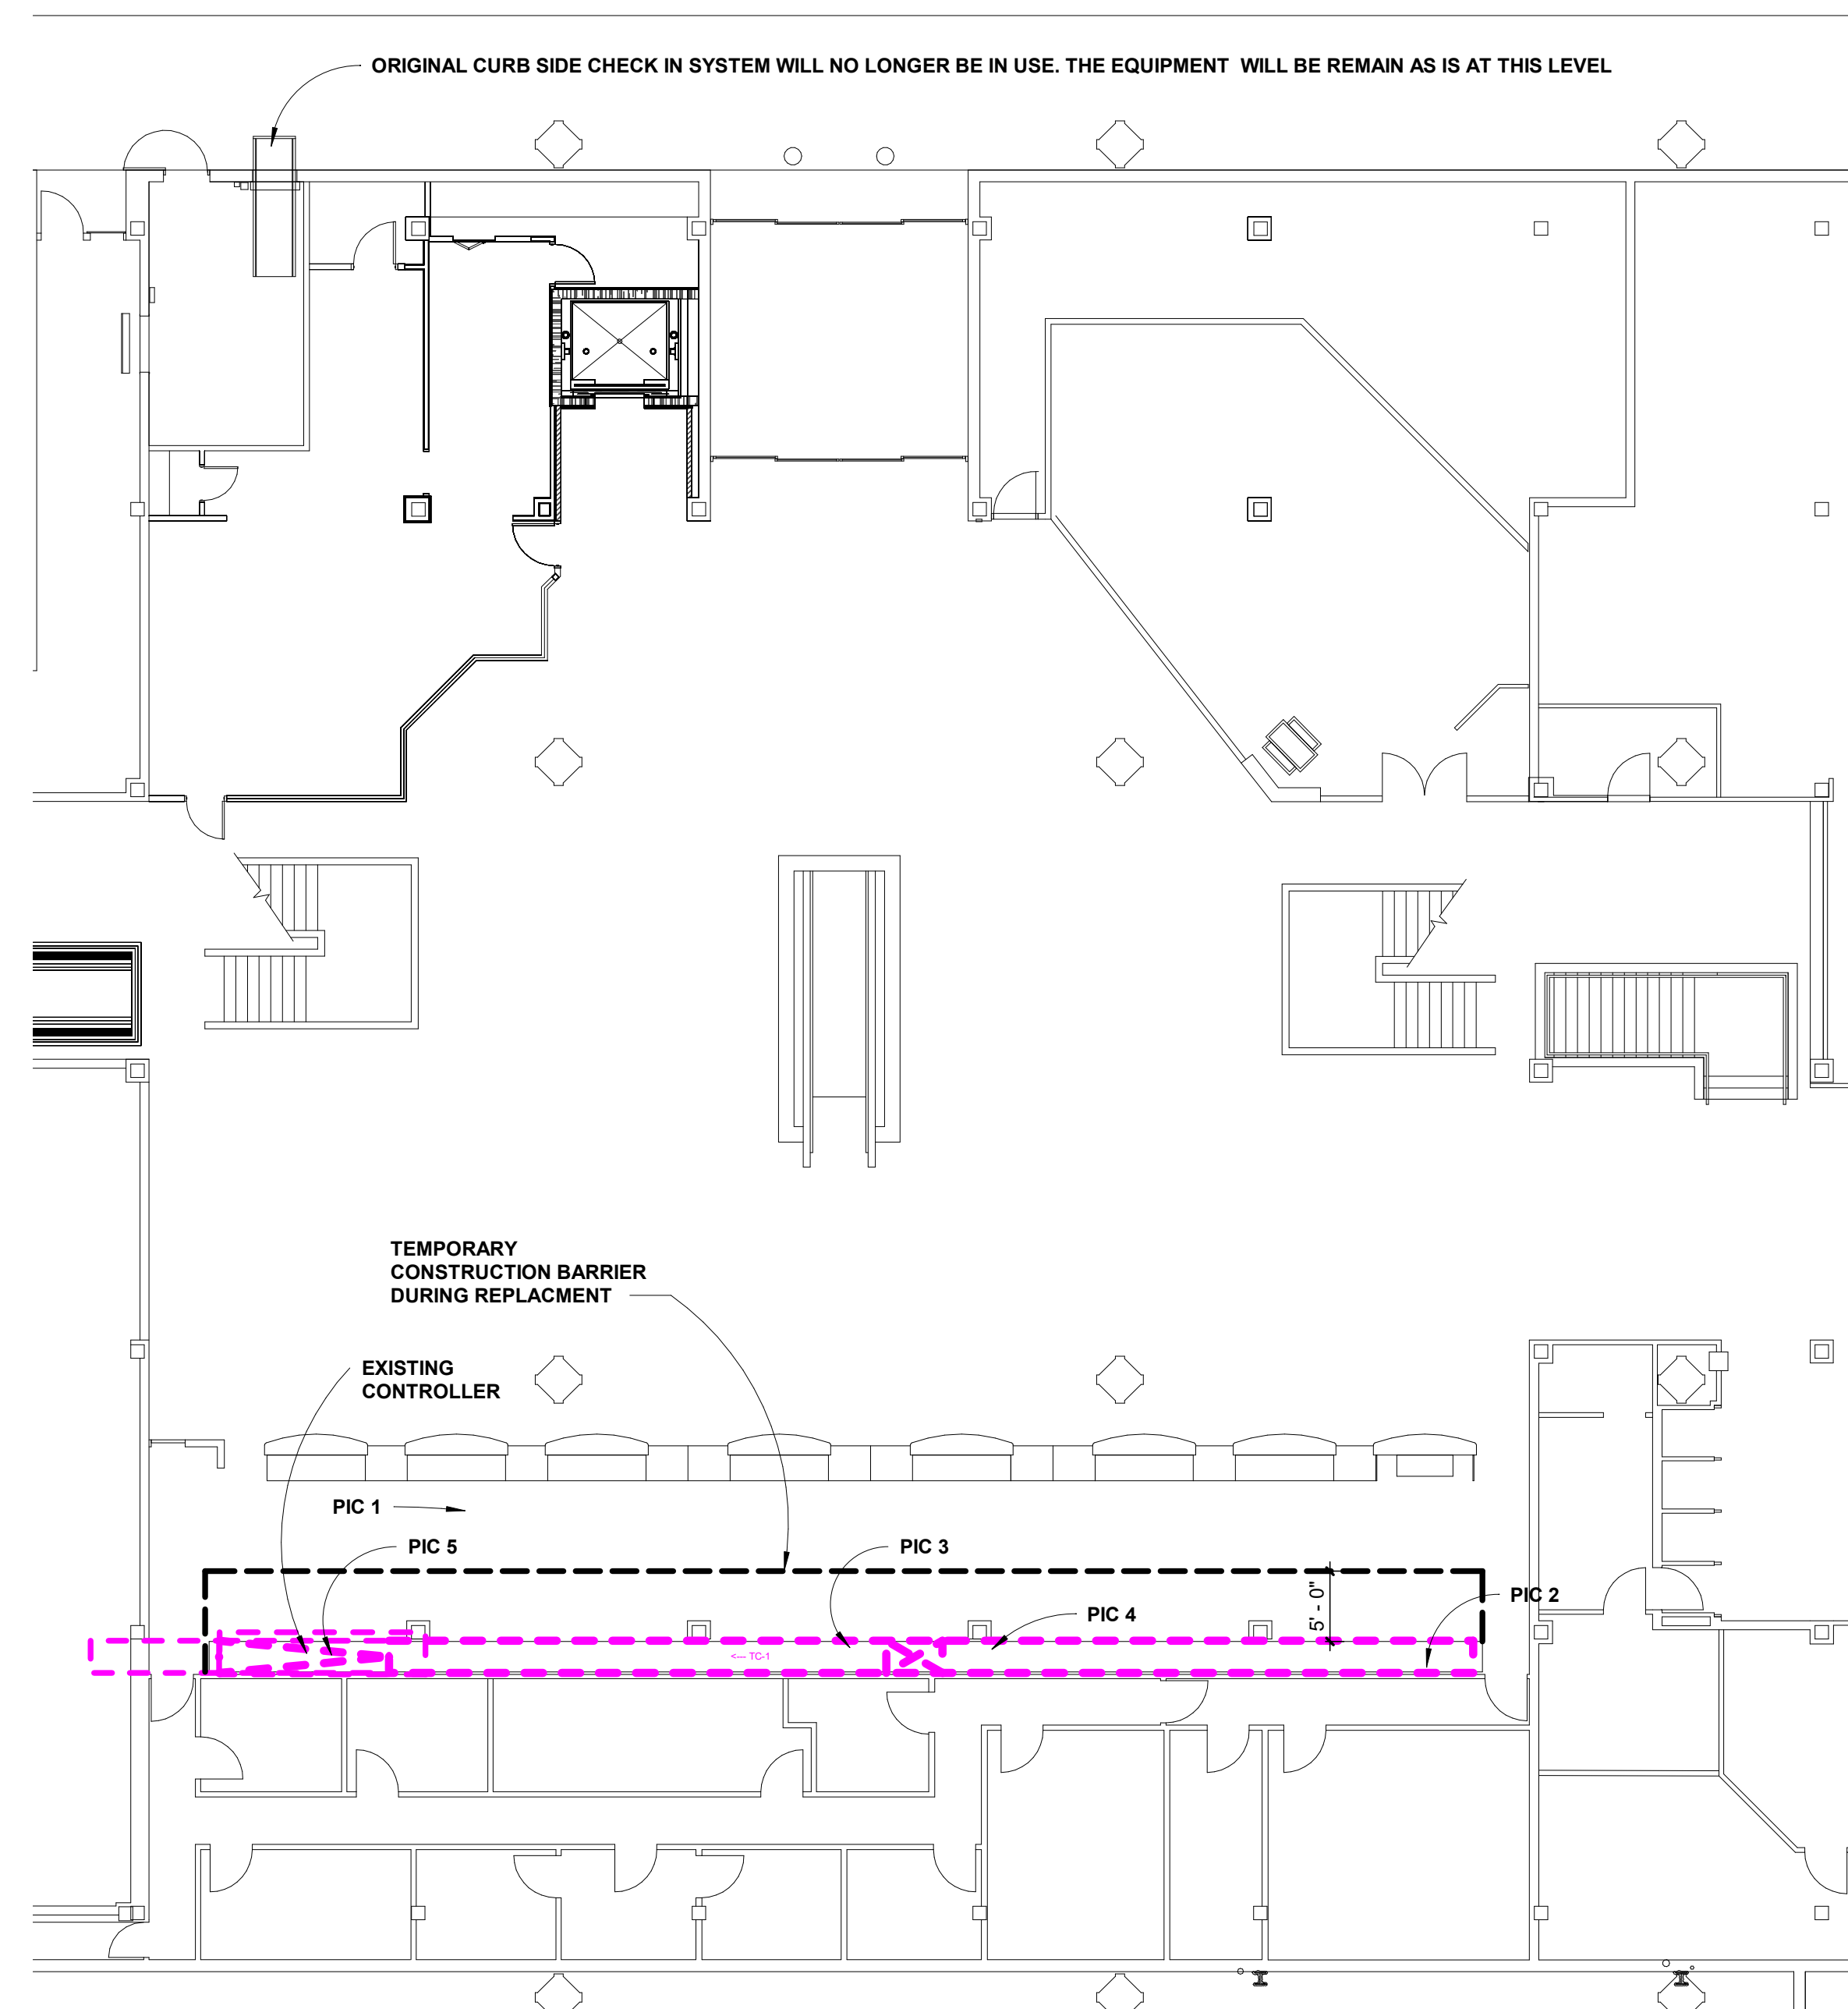 ORIGINAL CURB SIDE CHECK IN SYSTEM WILL NO LONGER BE IN USE. THE EQUIPMENT WILL BE REMAIN AS IS AT THIS LEVEL
TEMPORARY
CONSTRUCTION BARRIER
DURING REPLACMENT
EXISTING
CONTROLLER
PIC 1
PIC 5
PIC 3
PIC 4
5' - 0"
PIC 2
<--- TC-1